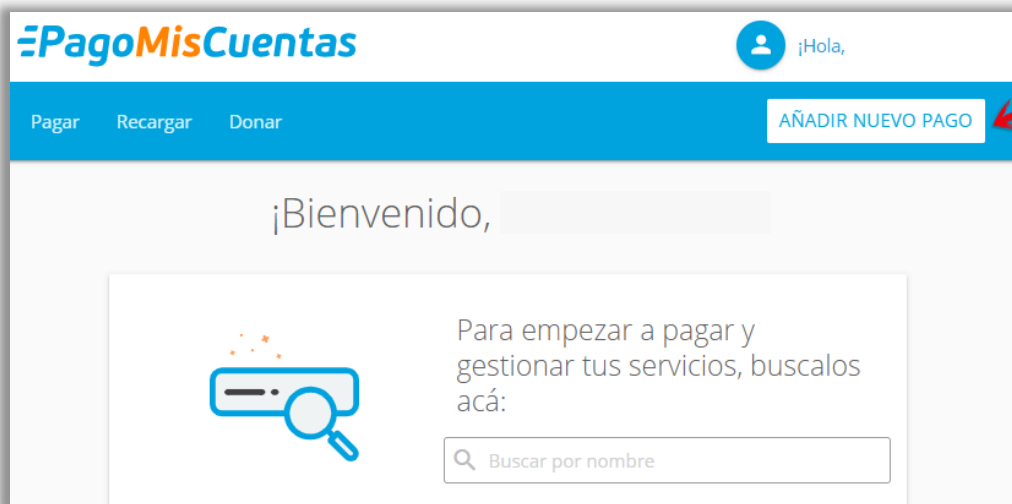 PagoMisCuentas
¡Hola,
Pagar Recargar Donar AÑADIR NUEVO PAGO
¡Bienvenido,
Para empezar a pagar y
gestionar tus servicios, buscalos
acá:
Buscar por nombre